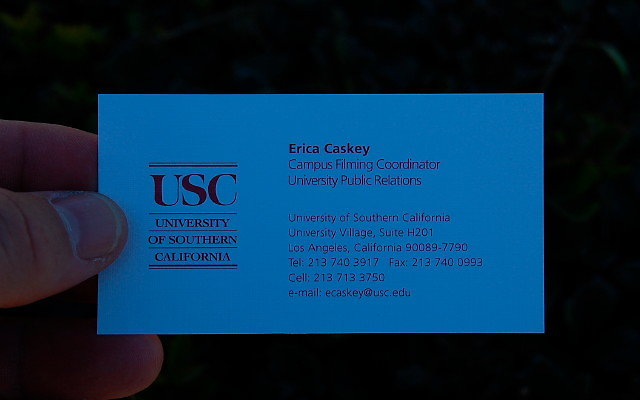 USC
UNIVERSITY
OF SOUTHERN
CALIFORNIA
Erica Caskey
Campus Filming Coordinator
University Public Relations
University of Southern California
University Village, Suite H201
Los Angeles, California 90089-7790
Tel: 213 740 3917 Fax: 213 740 0993
Cell: 213 713 3750
e-mail: ecaskey@usc.edu